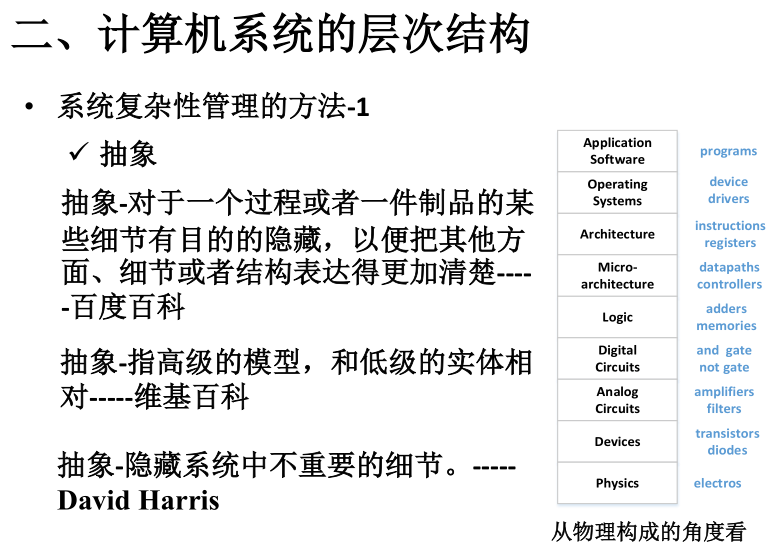 二、计算机系统的层次结构
• 系统复杂性管理的方法-1
✓ 抽象
抽象-对于一个过程或者一件制品的某
些细节有目的的隐藏，以便把其他方
面、细节或者结构表达得更加清楚----
-百度百科
抽象-指高级的模型，和低级的实体相
对-----维基百科
抽象-隐藏系统中不重要的细节。-----
David Harris
Application
Software
programs
Operating
Systems
device
drivers
Architecture
instructions
registers
Micro-
architecture
datapaths
controllers
Logic
adders
memories
Digital
Circuits
and gate
not gate
Analog
Circuits
amplifiers
filters
Devices
transistors
diodes
Physics
electros
从物理构成的角度看